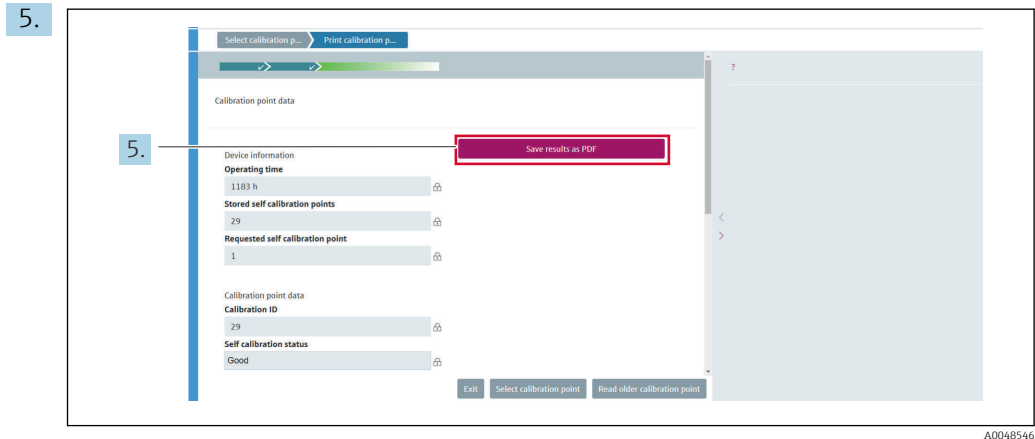 5.
Select calibration p... Print calibration p...
?
Calibration point data
5.
Save results as PDF
Device information
Operating time
1183 h
Stored self calibration points
29
Requested self calibration point
1
Calibration point data
Calibration ID
29
Self calibration status
Good
Exit Select calibration point Read older calibration point
A0048546